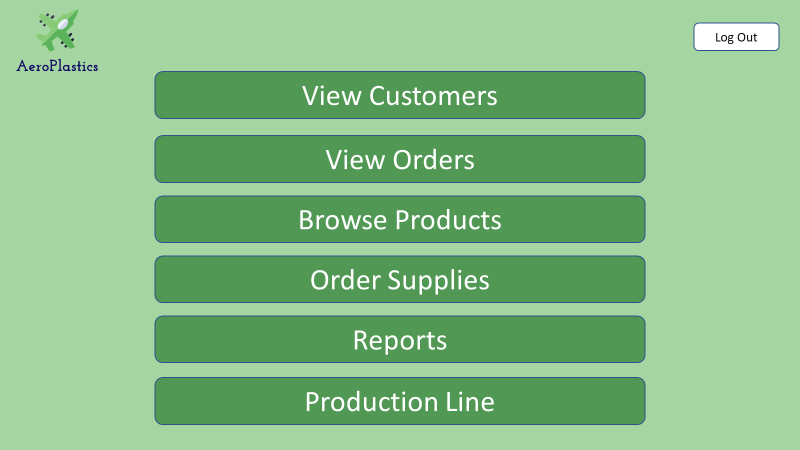 AeroPlastics
Log Out
View Customers
View Orders
Browse Products
Order Supplies
Reports
Production Line